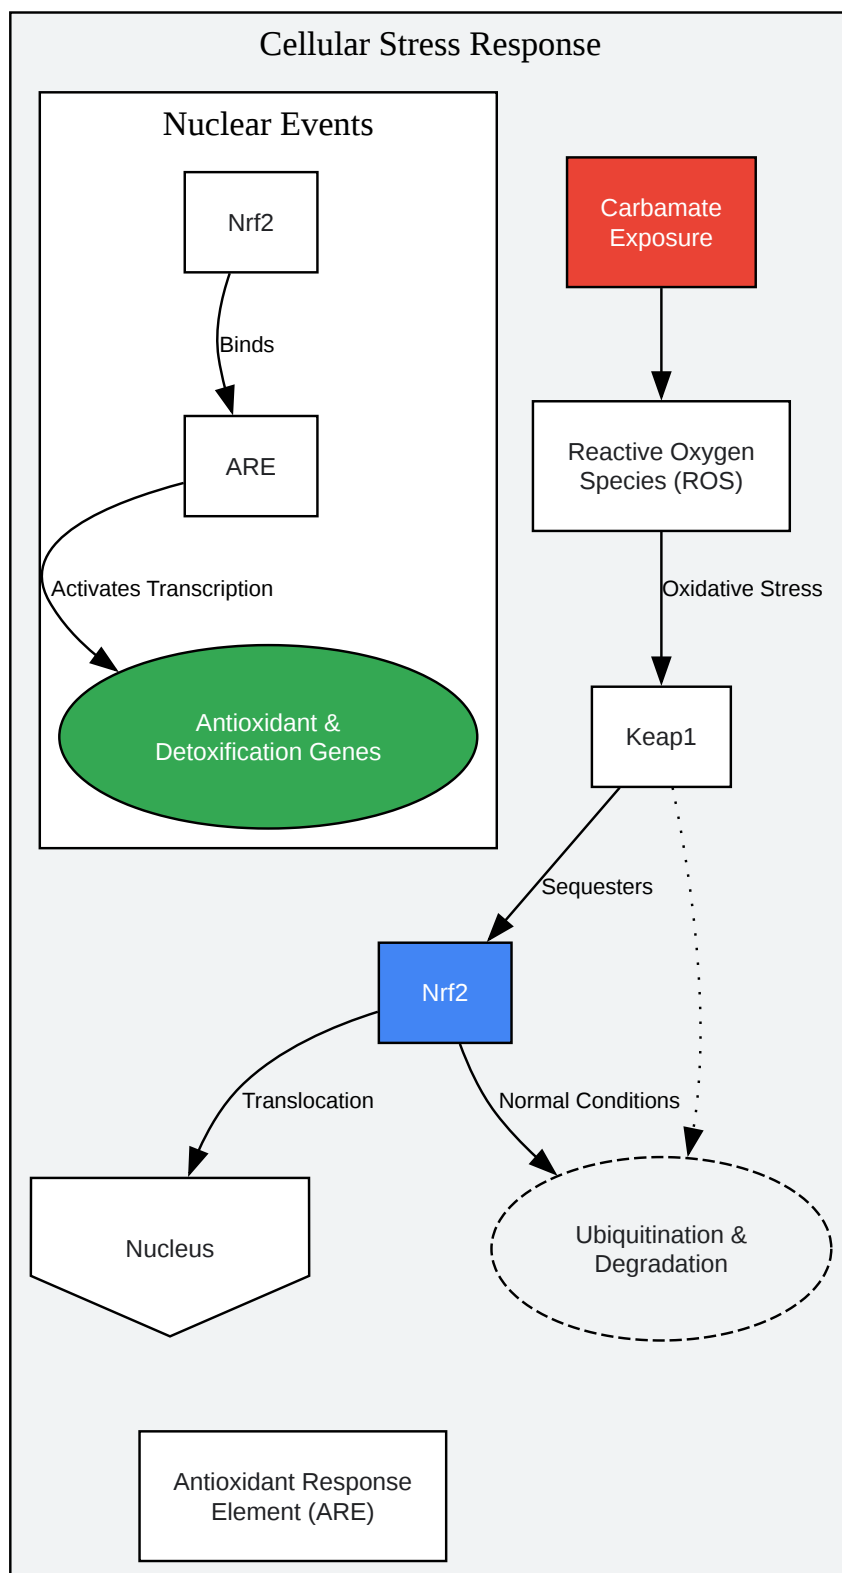 Cellular Stress Response
Nuclear Events
Nrf2
Binds
ARE
Activates Transcription
Antioxidant &
Detoxification Genes
Carbamate
Exposure
Reactive Oxygen
Species (ROS)
Oxidative Stress
Keap1
Sequesters
Nrf2
Translocation
Normal Conditions
Nucleus
Ubiquitination &
Degradation
Antioxidant Response
Element (ARE)